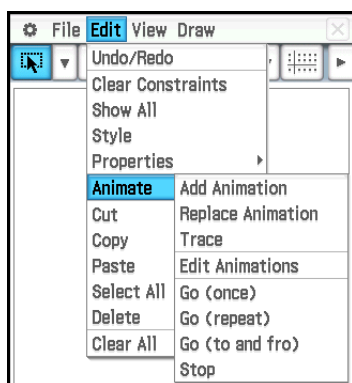 File Edit View Draw
Undo/Redo
Clear Constraints
Show All
Style
Properties
Animate
Cut
Copy
Paste
Select All
Delete
Clear All
Add Animation
Replace Animation
Trace
Edit Animations
Go (once)
Go (repeat)
Go (to and fro)
Stop